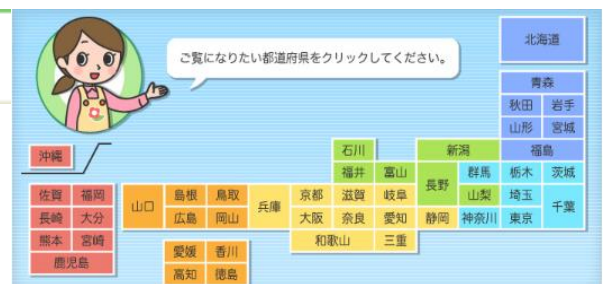 ご覧になりたい都道府県をクリックしてください。
北海道
青森
秋田 岩手
山形 宮城
沖縄 石川 新潟 福島
福井 富山 長野 群馬 栃木 茨城
佐賀 福岡 山口 島根 鳥取 兵庫 京都 滋賀 岐阜 山梨 埼玉 千葉
長崎 大分 広島 岡山 大阪 奈良 愛知 静岡 神奈川 東京
熊本 宮崎 和歌山 三重
鹿児島 愛媛 香川
高知 徳島